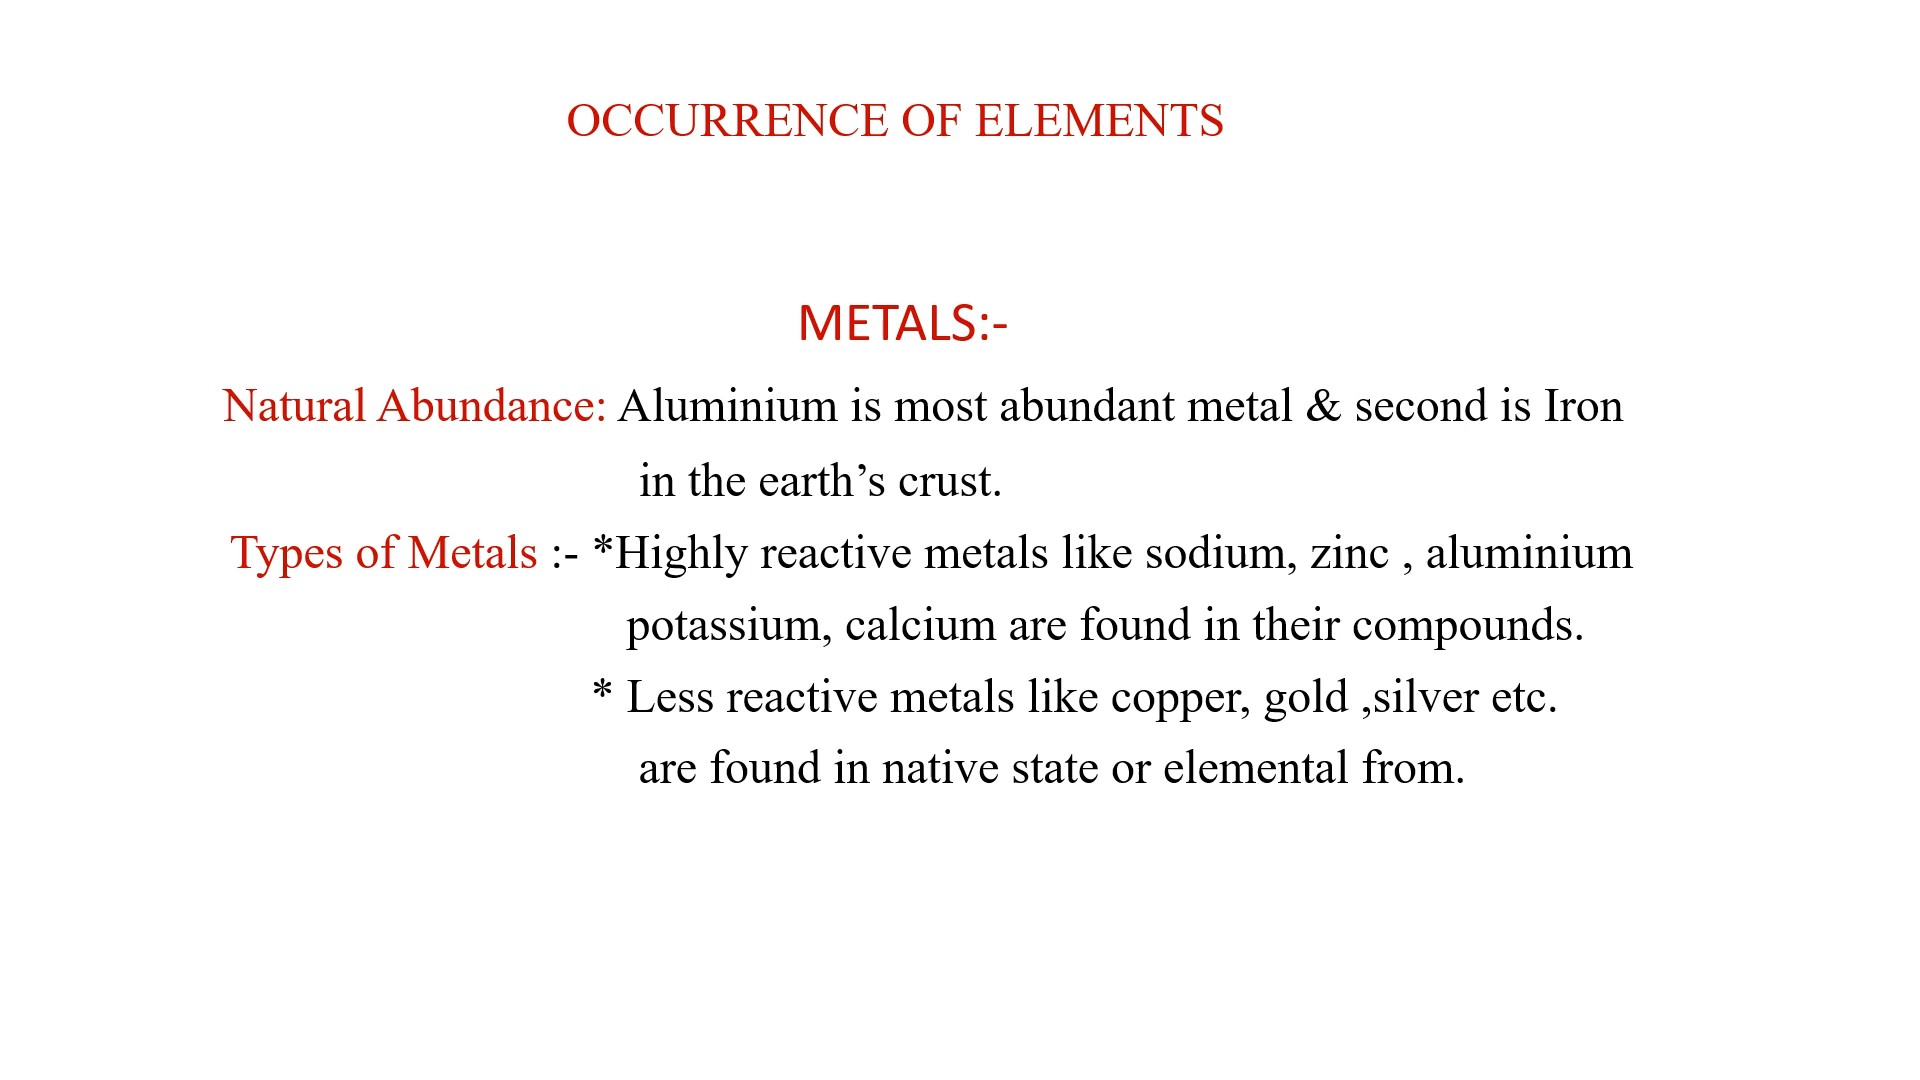 OCCURRENCE OF ELEMENTS
METALS:-
Natural Abundance: Aluminium is most abundant metal & second is Iron
in the earth’s crust.
Types of Metals :- *Highly reactive metals like sodium, zinc , aluminium
potassium, calcium are found in their compounds.
* Less reactive metals like copper, gold ,silver etc.
are found in native state or elemental from.